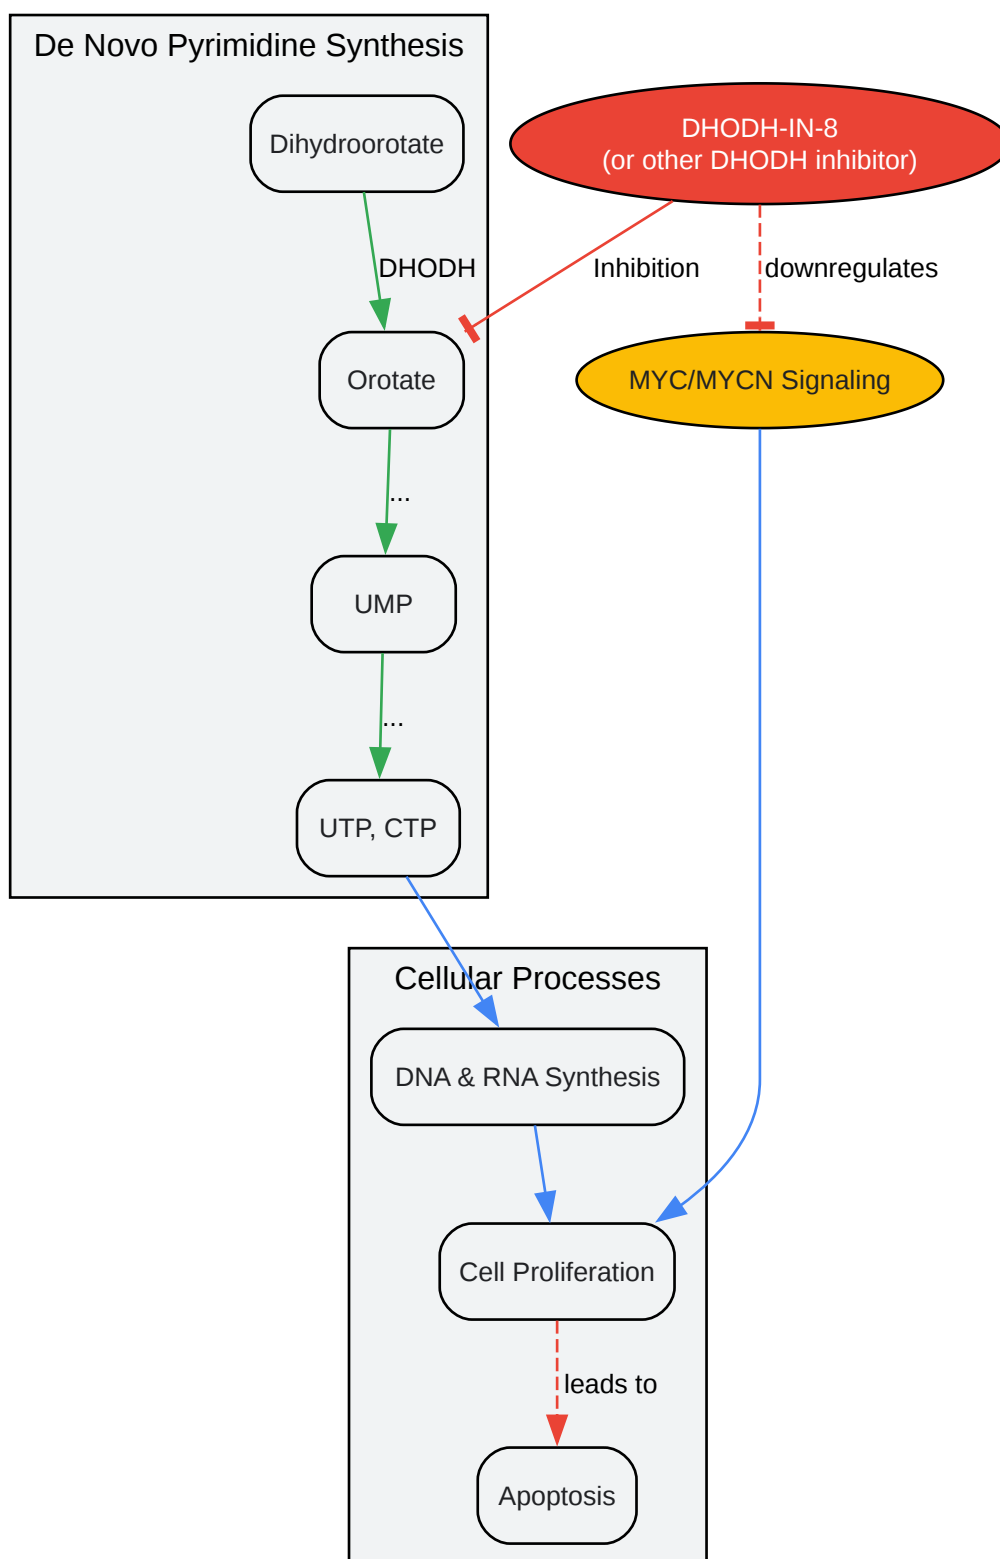 De Novo Pyrimidine Synthesis
Dihydroorotate
DHODH-IN-8
(or other DHODH inhibitor)
DHODH
Inhibition
downregulates
Orotate
MYC/MYCN Signaling
...
UMP
...
UTP, CTP
Cellular Processes
DNA & RNA Synthesis
Cell Proliferation
leads to
Apoptosis